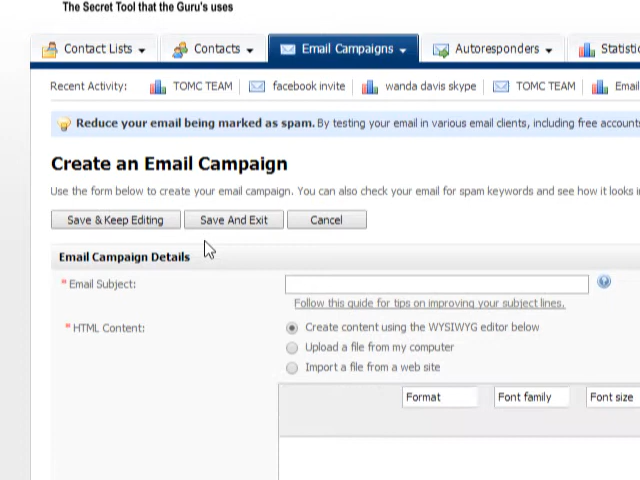 The Secret Tool that the Guru's uses
Contact Lists Contacts Email Campaigns Autoresponders Statistic
Recent Activity: TOMC TEAM facebook invite wanda davis skype TOMC TEAM Email
Reduce your email being marked as spam. By testing your email in various email clients, including free accounts
Create an Email Campaign
Use the form below to create your email campaign. You can also check your email for spam keywords and see how it looks i
Save & Keep Editing Save And Exit Cancel
Email Campaign Details
* Email Subject:
Follow this guide for tips on improving your subject lines.
* HTML Content: Create content using the WYSIWYG editor below
Upload a file from my computer
Import a file from a web site
Format Font family Font size